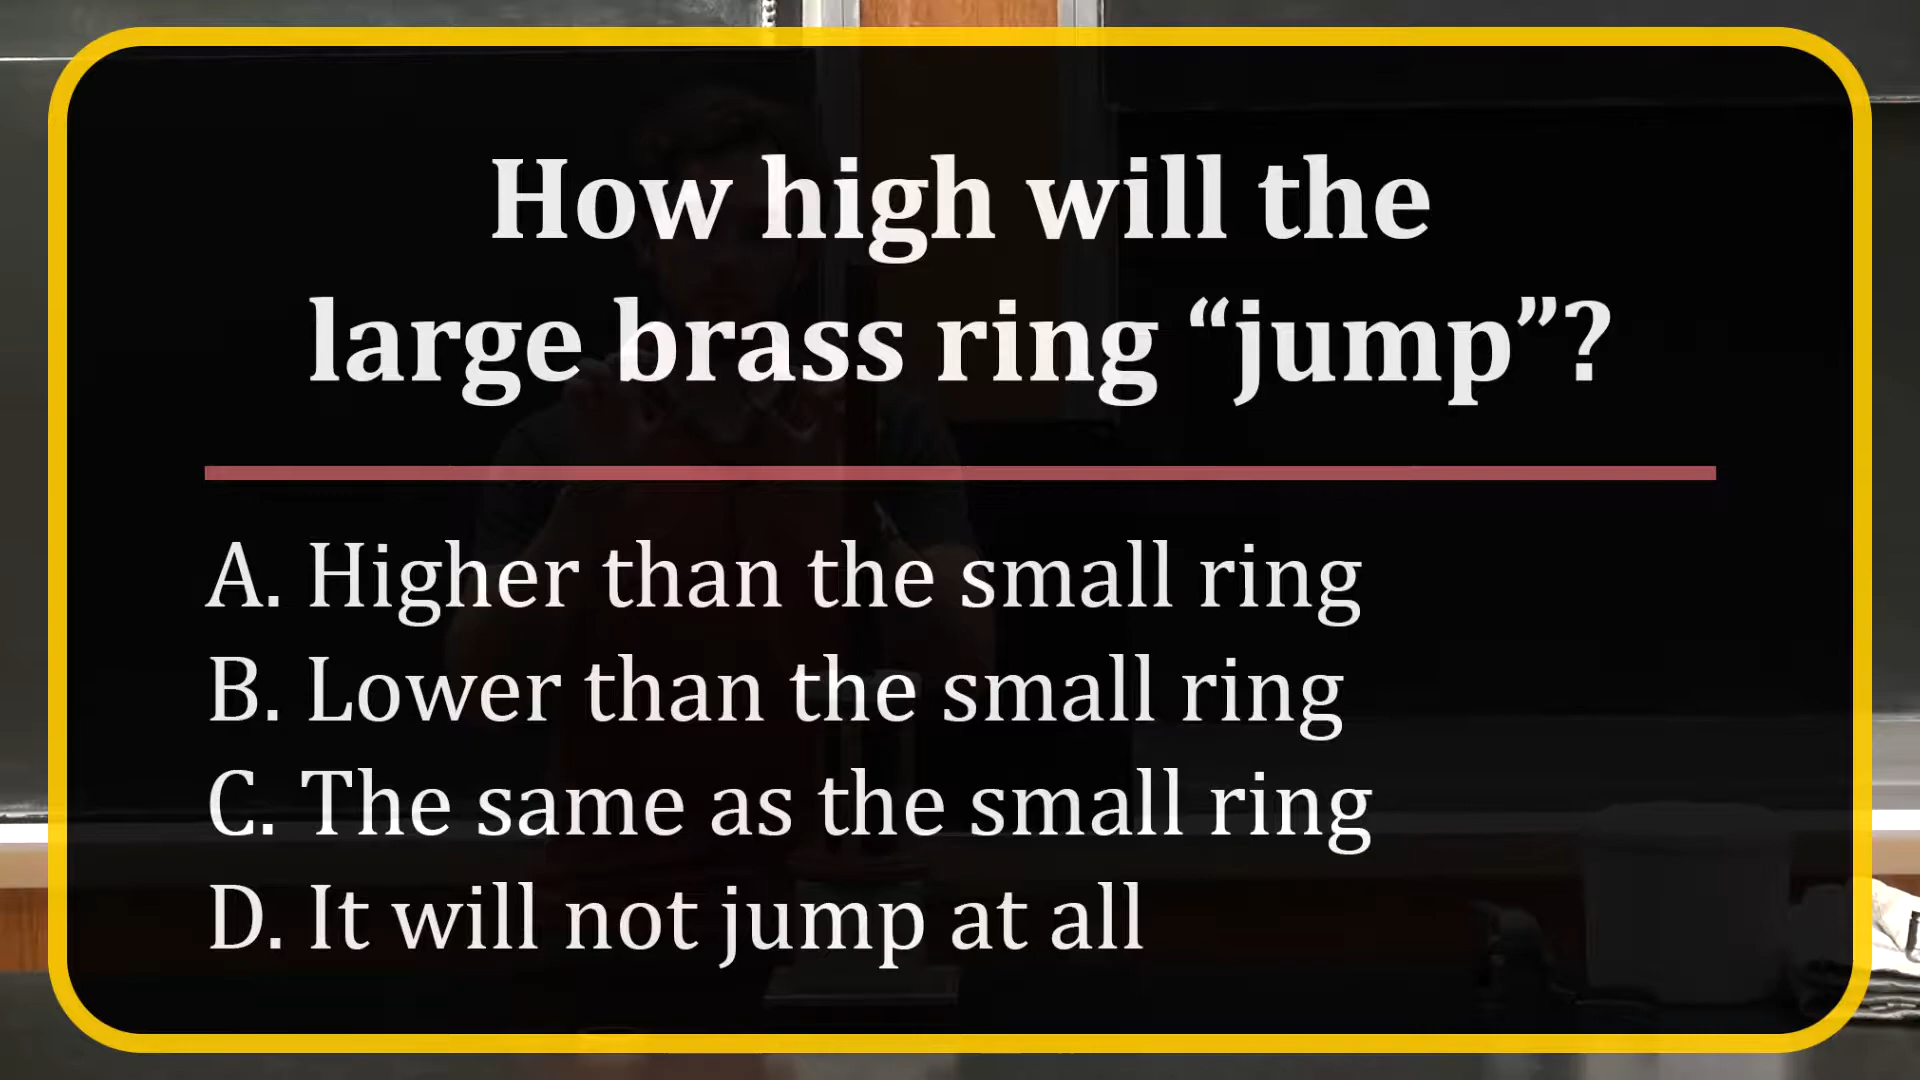 How high will the
large brass ring “jump”?
A. Higher than the small ring
B. Lower than the small ring
C. The same as the small ring
D. It will not jump at all